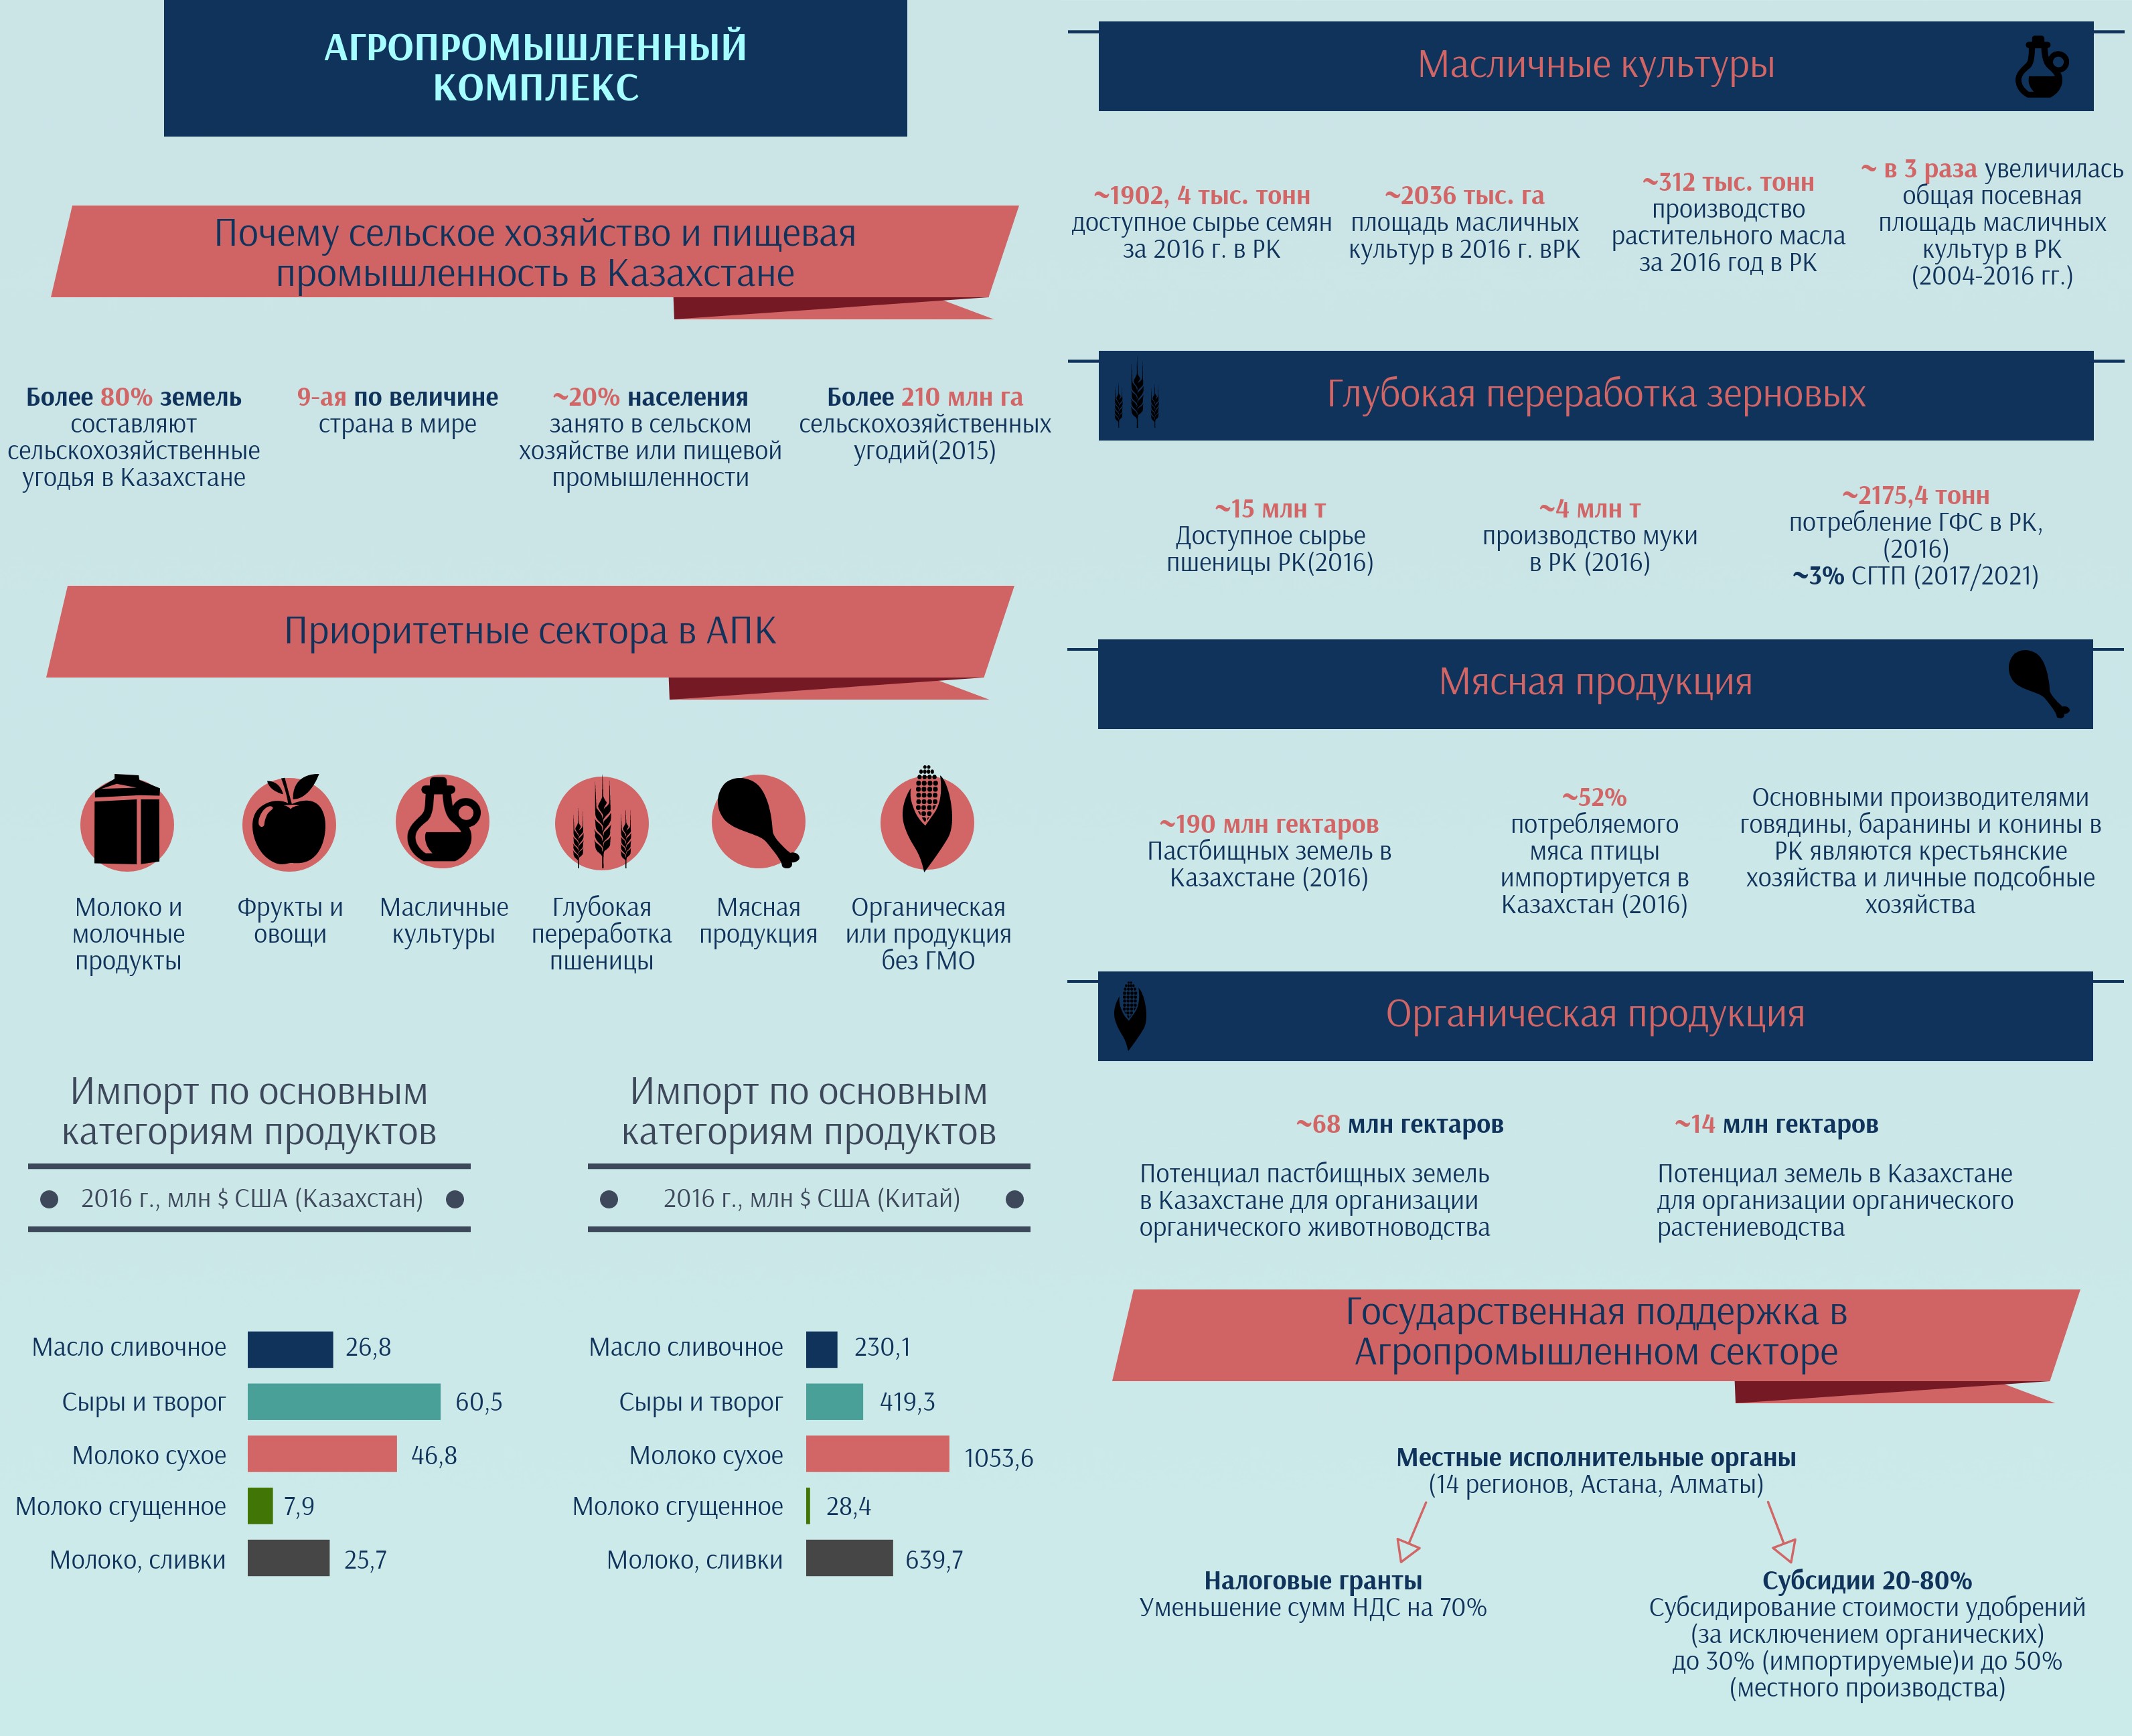 АГРОПРОМЫШЛЕННЫЙ
КОМПЛЕКС
Почему сельское хозяйство и пищевая
промышленность в Казахстане
Более 80% земель
составляют
сельскохозяйственные
угодья в Казахстане
9-ая по величине
страна в мире
~20% населения
занято в сельском
хозяйстве или пищевой
промышленности
Более 210 млн га
сельскохозяйственных
угодий(2015)
Приоритетные сектора в АПК
Молоко и
молочные
продукты
Фрукты и
овощи
Масличные
культуры
Глубокая
переработка
пшеницы
Мясная
продукция
Органическая
или продукция
без ГМО
Импорт по основным
категориям продуктов
2016 г., млн $ США (Казахстан)
Масло сливочное 26,8
Сыры и творог 60,5
Молоко сухое 46,8
Молоко сгущенное 7,9
Молоко, сливки 25,7
Импорт по основным
категориям продуктов
2016 г., млн $ США (Китай)
Масло сливочное 230,1
Сыры и творог 419,3
Молоко сухое 1053,6
Молоко сгущенное 28,4
Молоко, сливки 639,7
Масличные культуры
~1902, 4 тыс. тонн
доступное сырье семян
за 2016 г. в РК
~2036 тыс. га
площадь масличных
культур в 2016 г. вРК
~312 тыс. тонн
производство
растительного масла
за 2016 год в РК
~ в 3 раза увеличилась
общая посевная
площадь масличных
культур в РК
(2004-2016 гг.)
Глубокая переработка зерновых
~15 млн т
Доступное сырье
пшеницы РК(2016)
~4 млн т
производство муки
в РК (2016)
~2175,4 тонн
потребление ГФС в РК,
(2016)
~3% СГТП (2017/2021)
Мясная продукция
~190 млн гектаров
Пастбищных земель в
Казахстане (2016)
~52%
потребляемого
мяса птицы
импортируется в
Казахстан (2016)
Основными производителями
говядины, баранины и конины в
РК являются крестьянские
хозяйства и личные подсобные
хозяйства
Органическая продукция
~68 млн гектаров
Потенциал пастбищных земель
в Казахстане для организации
органического животноводства
~14 млн гектаров
Потенциал земель в Казахстане
для организации органического
растениеводства
Государственная поддержка в
Агропромышленном секторе
Местные исполнительные органы
(14 регионов, Астана, Алматы)
Налоговые гранты
Уменьшение сумм НДС на 70%
Субсидии 20-80%
Субсидирование стоимости удобрений
(за исключением органических)
до 30% (импортируемые)и до 50%
(местного производства)